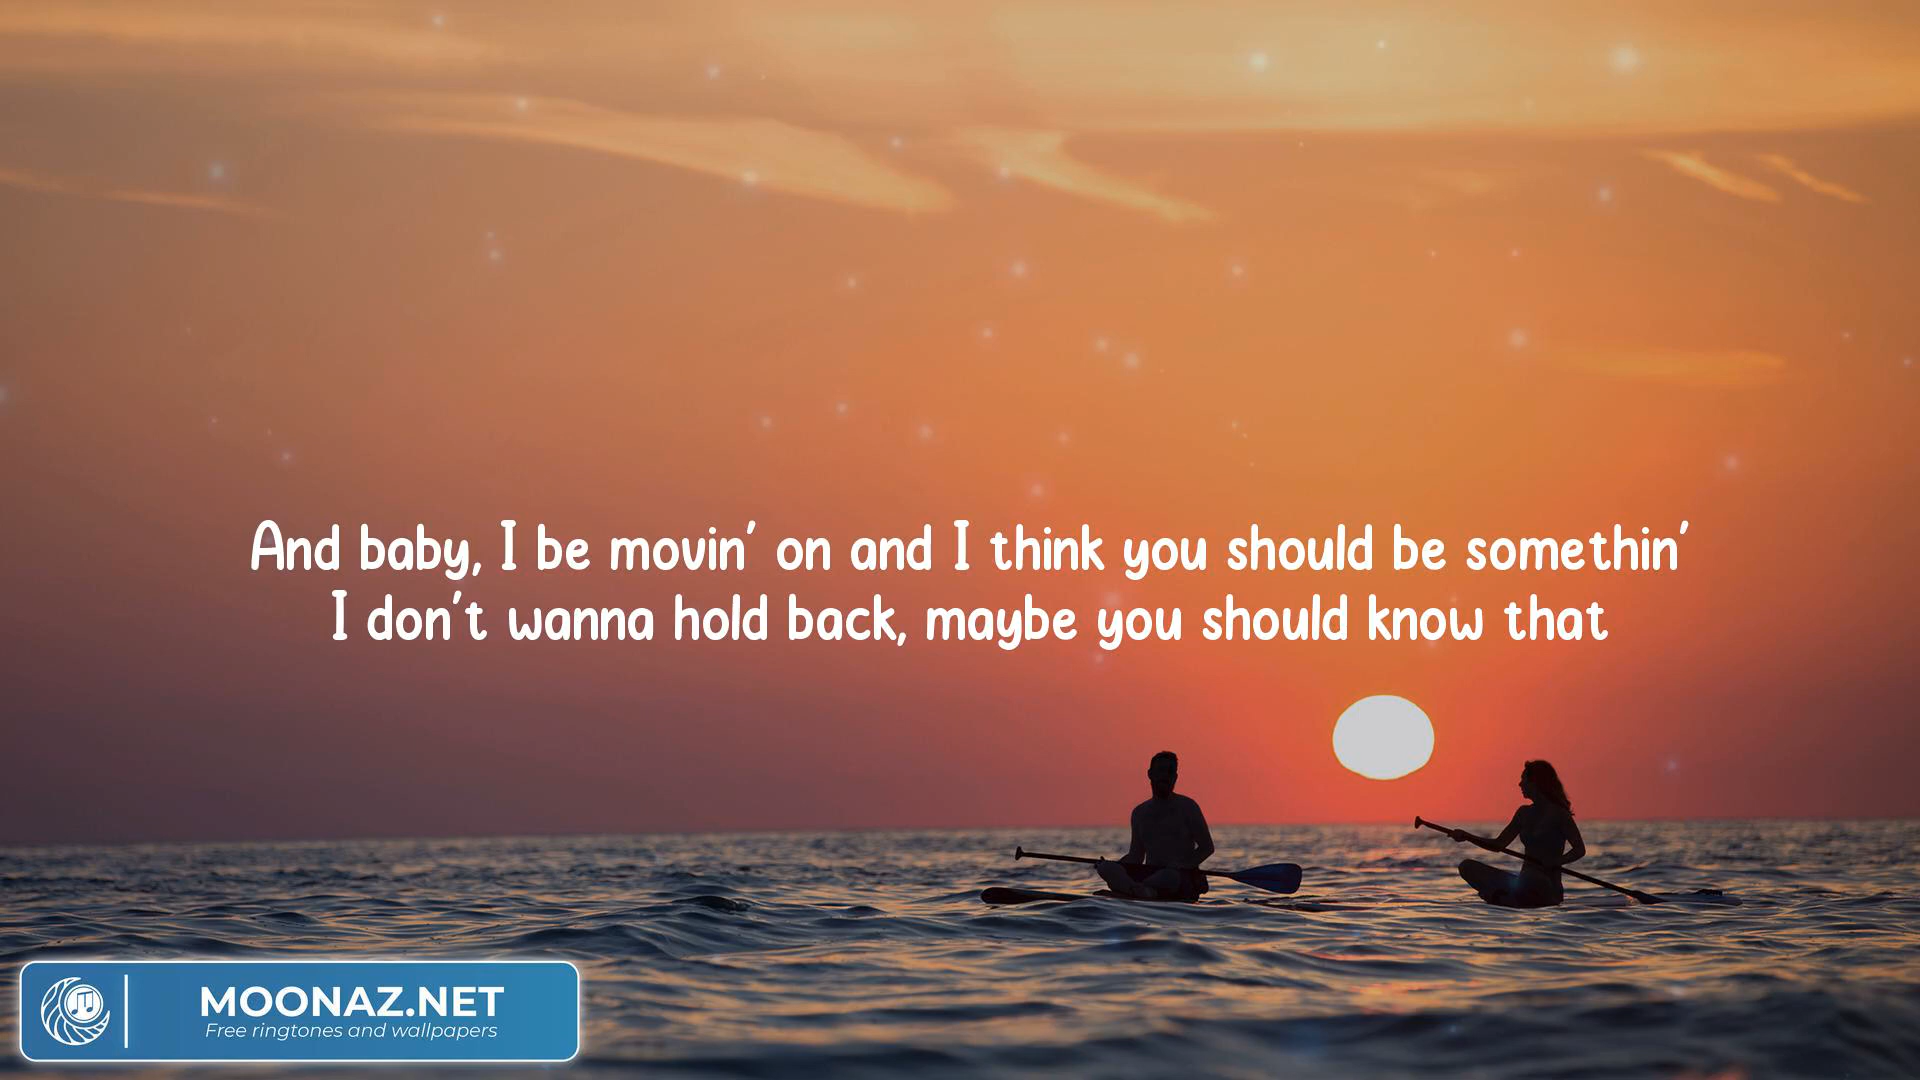 And baby, I be movin' on and I think you should be somethin'
I don't wanna hold back, maybe you should know that
MOONAZ.NET
Free ringtones and wallpapers